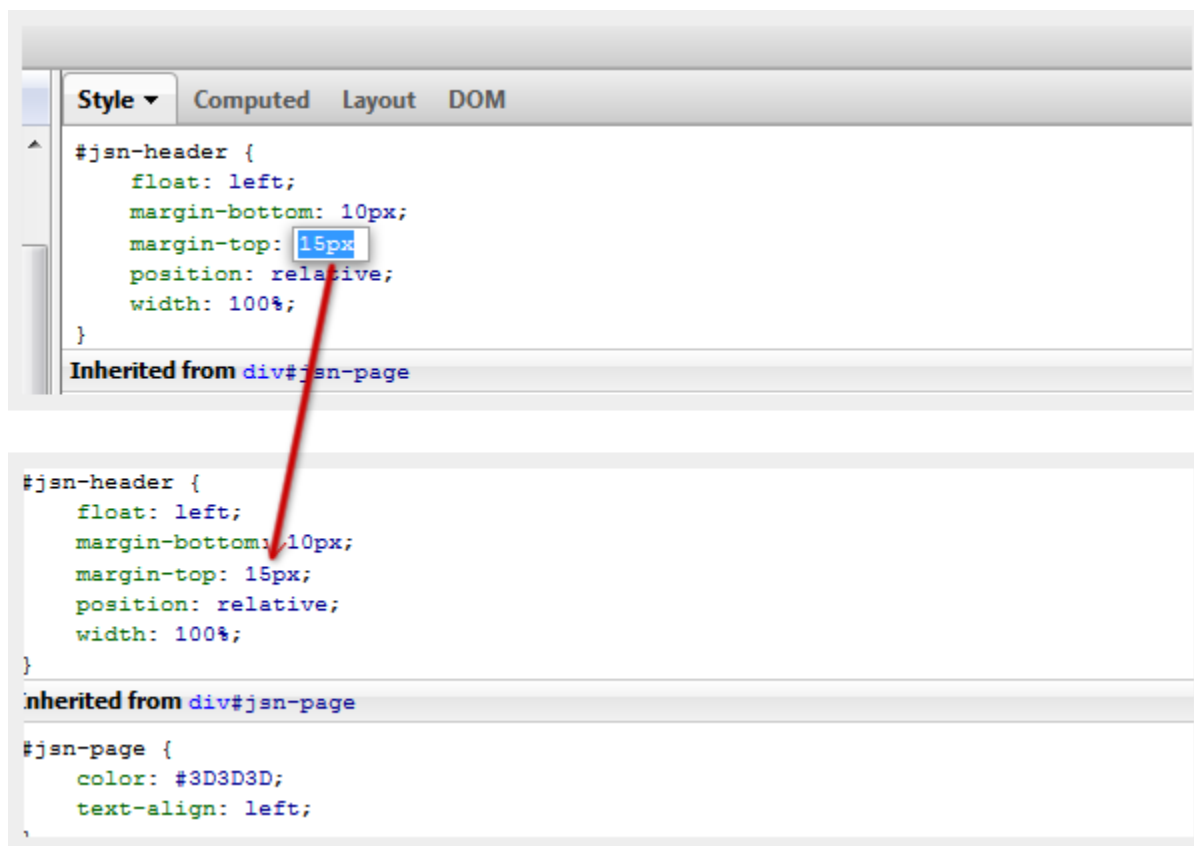 Style ▼ Computed Layout DOM
#jsn-header {
float: left;
margin-bottom: 10px;
margin-top: 15px
position: relative;
width: 100%;
}
Inherited from div#jsn-page
#jsn-header {
float: left;
margin-bottom: 10px;
margin-top: 15px;
position: relative;
width: 100%;
}
Inherited from div#jsn-page
#jsn-page {
color: #3D3D3D;
text-align: left;